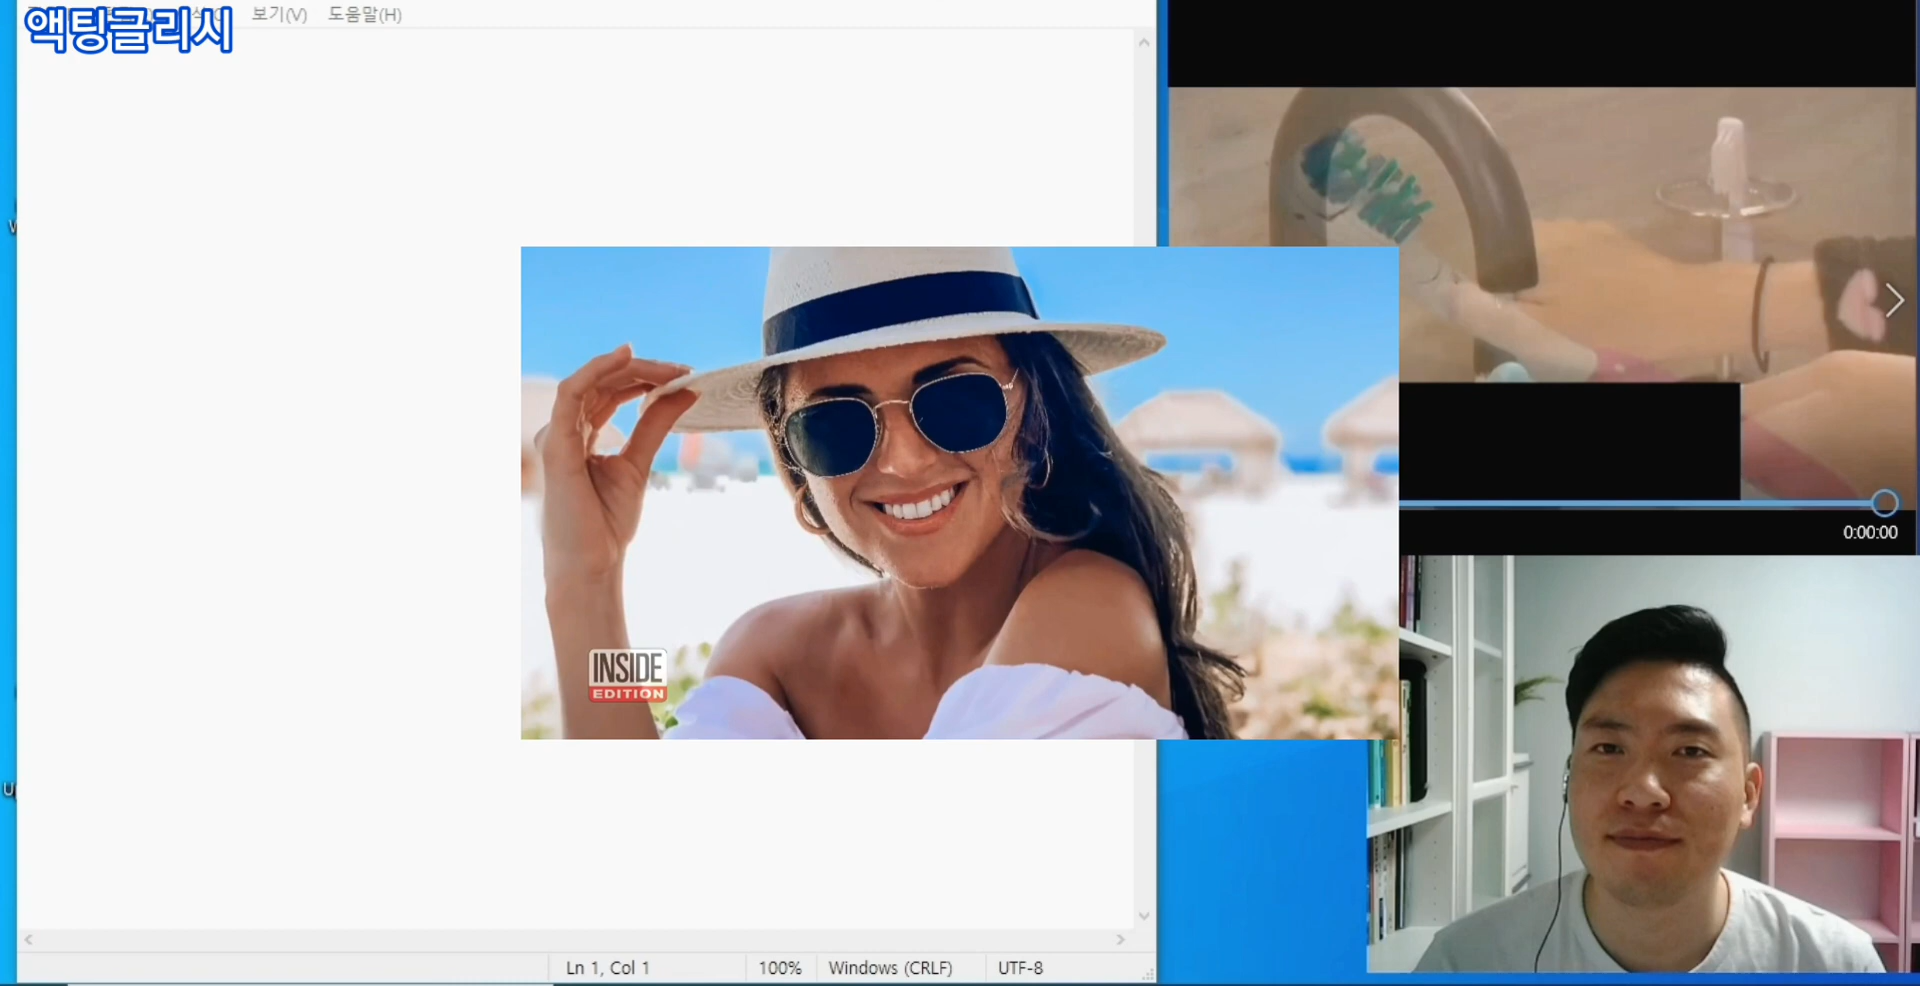 액팅글리시
보기(V) 도움말(H)
INSIDE
EDITION
0:00:00
Ln 1, Col 1 100% Windows (CRLF) UTF-8